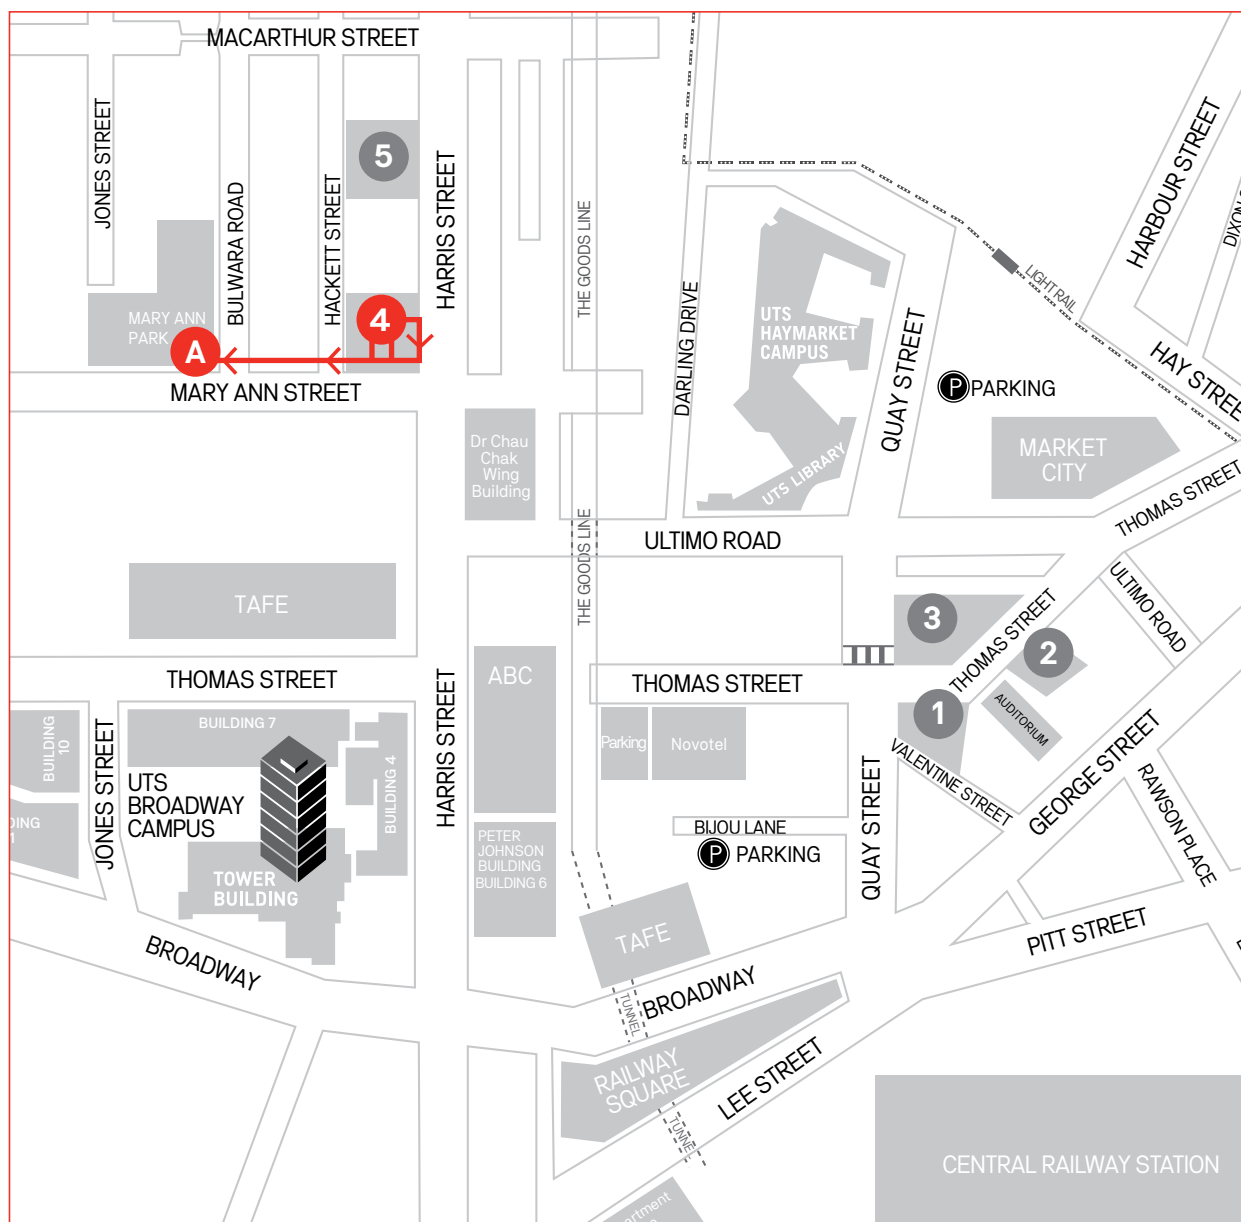 MACARTHUR STREET
JONES STREET
BULWARA ROAD
HACKETT STREET
HARRIS STREET
5
4
A
MARY ANN
PARK
MARY ANN STREET
THE GOODS LINE
DARLING DRIVE
UTS
HAYMARKET
CAMPUS
UTS LIBRARY
QUAY STREET
LIGHT RAIL
HARBOUR STREET
HAY STREET
P PARKING
MARKET
CITY
THOMAS STREET
Dr Chau
Chak
Wing
Building
ULTIMO ROAD
THE GOODS LINE
TAFE
THOMAS STREET
ULTIMO ROAD
3
2
1
THOMAS STREET
AUDITORIUM
VALENTINE STREET
GEORGE STREET
RAWSON PLACE
PITT STREET
ABC
THOMAS STREET
Parking
Novotel
BIJOU LANE
P PARKING
QUAY STREET
HARRIS STREET
BUILDING
10
JONES STREET
BUILDING 7
BUILDING 4
UTS
BROADWAY
CAMPUS
TOWER
BUILDING
PETER
JOHNSON
BUILDING
BUILDING 6
TAFE
BROADWAY
BROADWAY
TUNNEL
RAILWAY
SQUARE
LEE STREET
TUNNEL
CENTRAL RAILWAY STATION